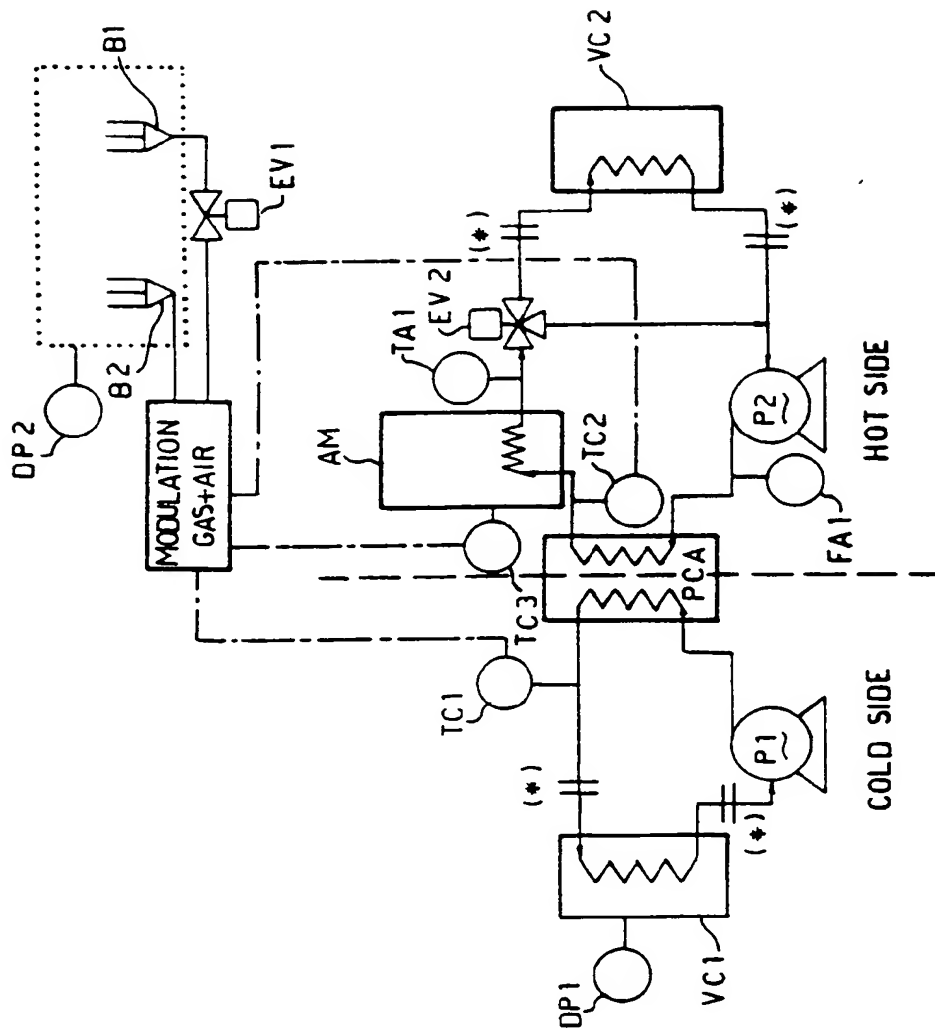 DP2
MODULATION
GAS+AIR
B2
B1
EV1
TC1
TC3
AM
TA1
EV2
(*)
VC2
TC2
(*)
DP1
VC1
(*)
(*)
P1
PCA
FA1
P2
COLD SIDE
HOT SIDE